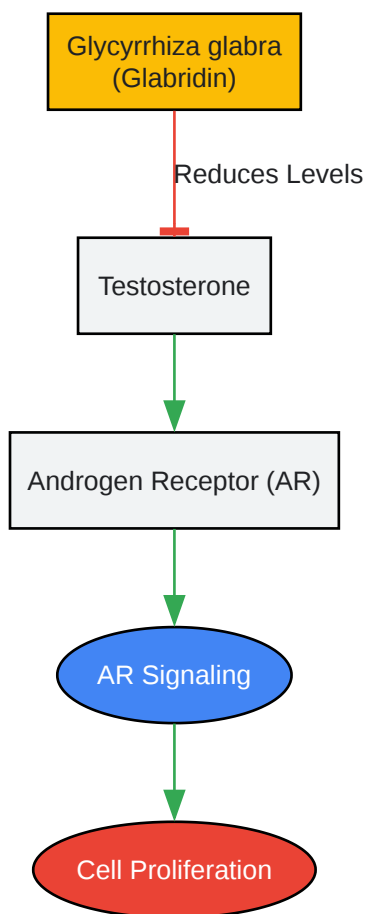 Glycyrrhiza glabra
(Glabridin)
Reduces Levels
Testosterone
Androgen Receptor (AR)
AR Signaling
Cell Proliferation